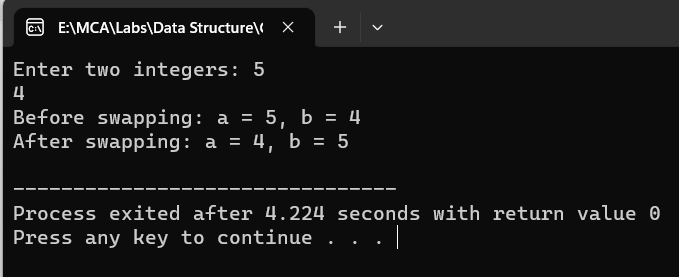 E:\MCA\Labs\Data Structure\(
Enter two integers: 5
4
Before swapping: a = 5, b = 4
After swapping: a = 4, b = 5
--------------------------------
Process exited after 4.224 seconds with return value 0
Press any key to continue . . .